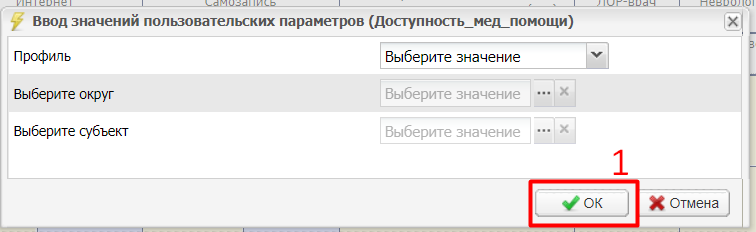 Интернет Самозапись ЛОР-врач Невроло
Ввод значений пользовательских параметров (Доступность_мед_помощи)
Профиль Выберите значение
Выберите округ Выберите значение ...
Выберите субъект Выберите значение ...
1
ОК Отмена